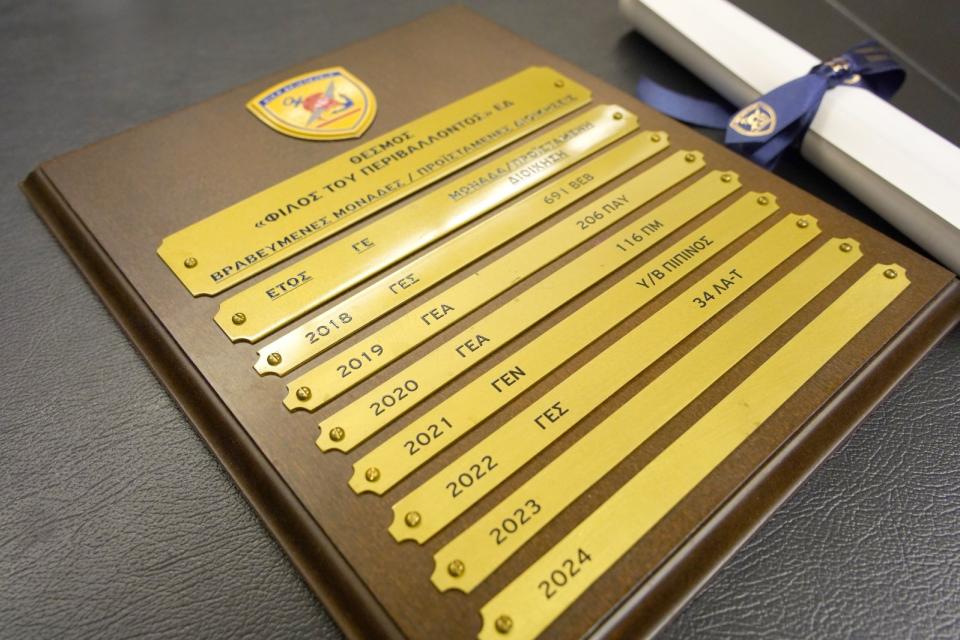 ΘΕΣΜΟΣ
«ΦΙΛΟΣ ΤΟΥ ΠΕΡΙΒΑΛΛΟΝΤΟΣ» ΕΔ
ΒΡΑΒΕΥΜΕΝΕΣ ΜΟΝΑΔΕΣ / ΠΡΟΪΣΤΑΜΕΝΕΣ ΔΙΟΙΚΗΣΕΙΣ
ΕΤΟΣ ΓΕ ΜΟΝΑΔΑ/ΠΡΟΪΣΤΑΜΕΝΗ
ΔΙΟΙΚΗΣΗ
2018 ΓΕΣ 691 ΒΕΒ
2019 ΓΕΑ 206 ΠΑΥ
2020 ΓΕΑ 116 ΠΜ
2021 ΓΕΝ Υ/Β ΠΙΠΙΝΟΣ
2022 ΓΕΣ 34 ΛΑ-Τ
2023
2024